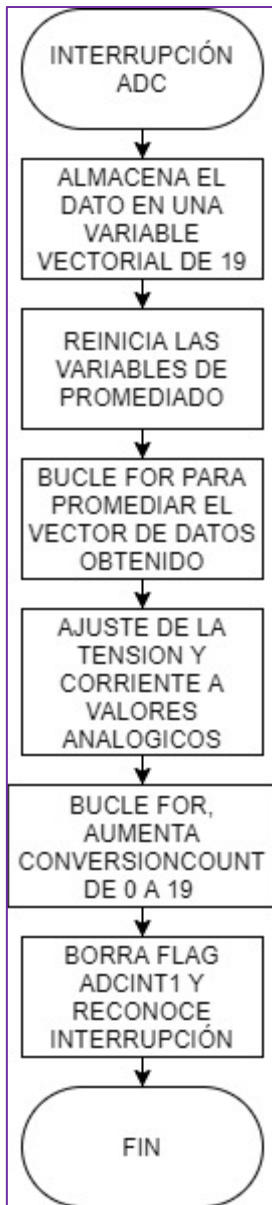 INTERRUPCIÓN
ADC
ALMACENA EL
DATO EN UNA
VARIABLE
VECTORIAL DE 19
REINICIA LAS
VARIABLES DE
PROMEDIADO
BUCLE FOR PARA
PROMEDIAR EL
VECTOR DE DATOS
OBTENIDO
AJUSTE DE LA
TENSION Y
CORRIENTE A
VALORES
ANALOGICOS
BUCLE FOR,
AUMENTA
CONVERSIONCOUNT
DE 0 A 19
BORRA FLAG
ADCINT1 Y
RECONOCE
INTERRUPCIÓN
FIN